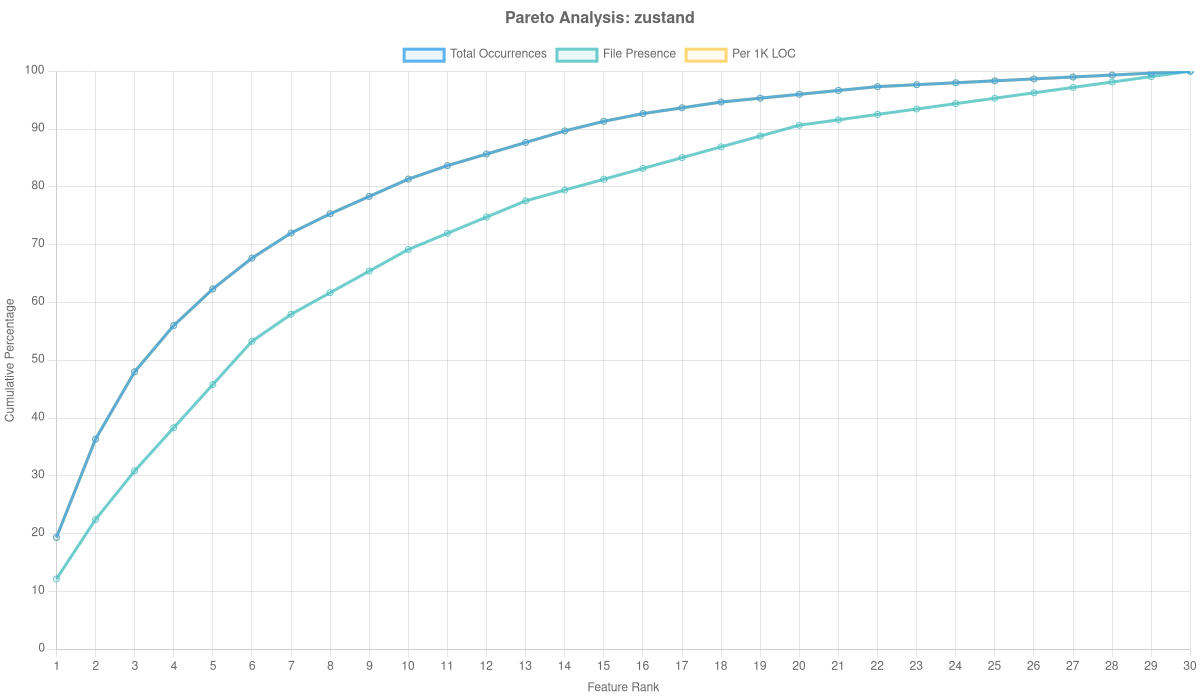 Pareto Analysis: zustand
Total Occurrences File Presence Per 1K LOC
100
90
80
70
60
50
40
30
20
10
0
Cumulative Percentage
1 2 3 4 5 6 7 8 9 10 11 12 13 14 15 16 17 18 19 20 21 22 23 24 25 26 27 28 29 30
Feature Rank